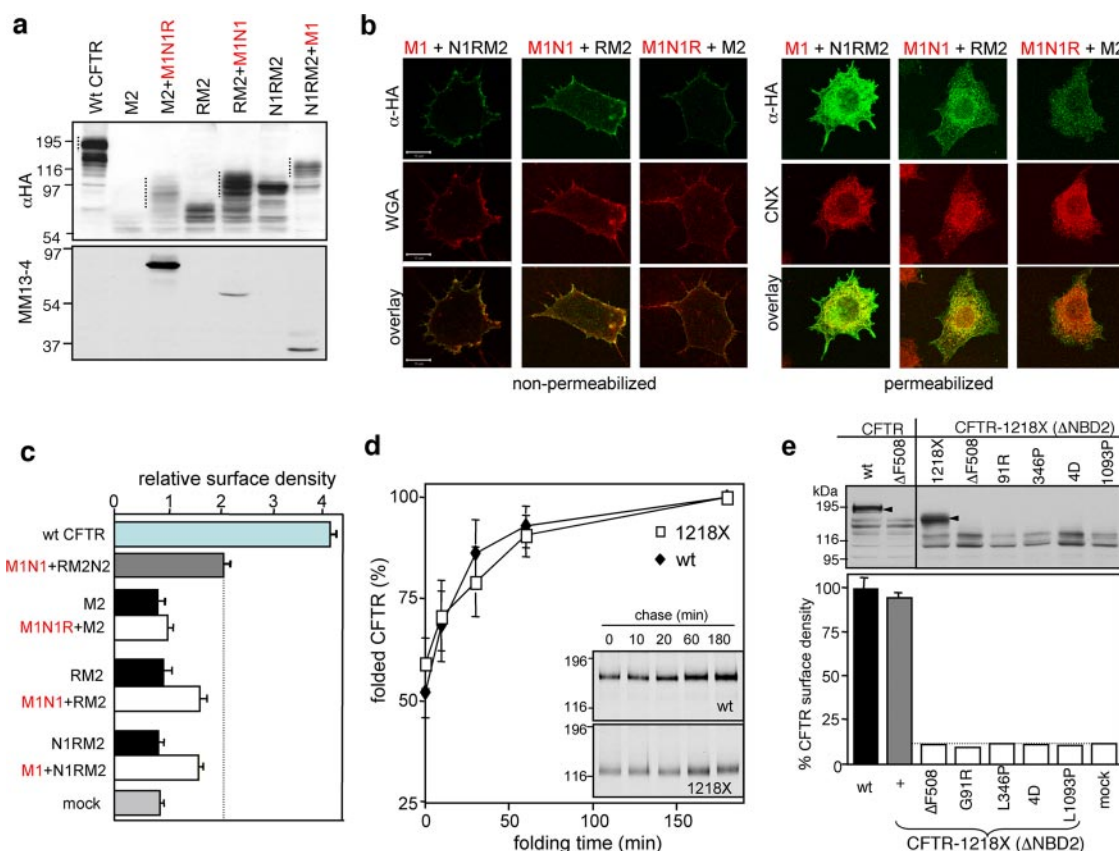 a
Wt CFTR
M2
M2+M1N1R
RM2
RM2+M1N1
N1RM2
N1RM2+M1
αHA
195
116
97
54
MM13-4
97
54
37
b
M1 + N1RM2
M1N1 + RM2
M1N1R + M2
α-HA
WGA
overlay
non-permeabilized
M1 + N1RM2
M1N1 + RM2
M1N1R + M2
α-HA
CNX
overlay
permeabilized
c
relative surface density
0 1 2 3 4
wt CFTR
M1N1+RM2N2
M2
M1N1R+M2
RM2
M1N1+RM2
N1RM2
M1+N1RM2
mock
d
folded CFTR (%)
100
75
50
25
1218X
wt
chase (min)
0 10 20 60 180
196
116
wt
196
116
1218X
0 50 100 150
folding time (min)
e
CFTR
CFTR-1218X (ΔNBD2)
wt
ΔF508
1218X
ΔF508
91R
346P
4D
1093P
kDa
195
116
95
% CFTR surface density
100
75
50
25
0
wt
+
ΔF508
G91R
L346P
4D
L1093P
mock
CFTR-1218X (ΔNBD2)